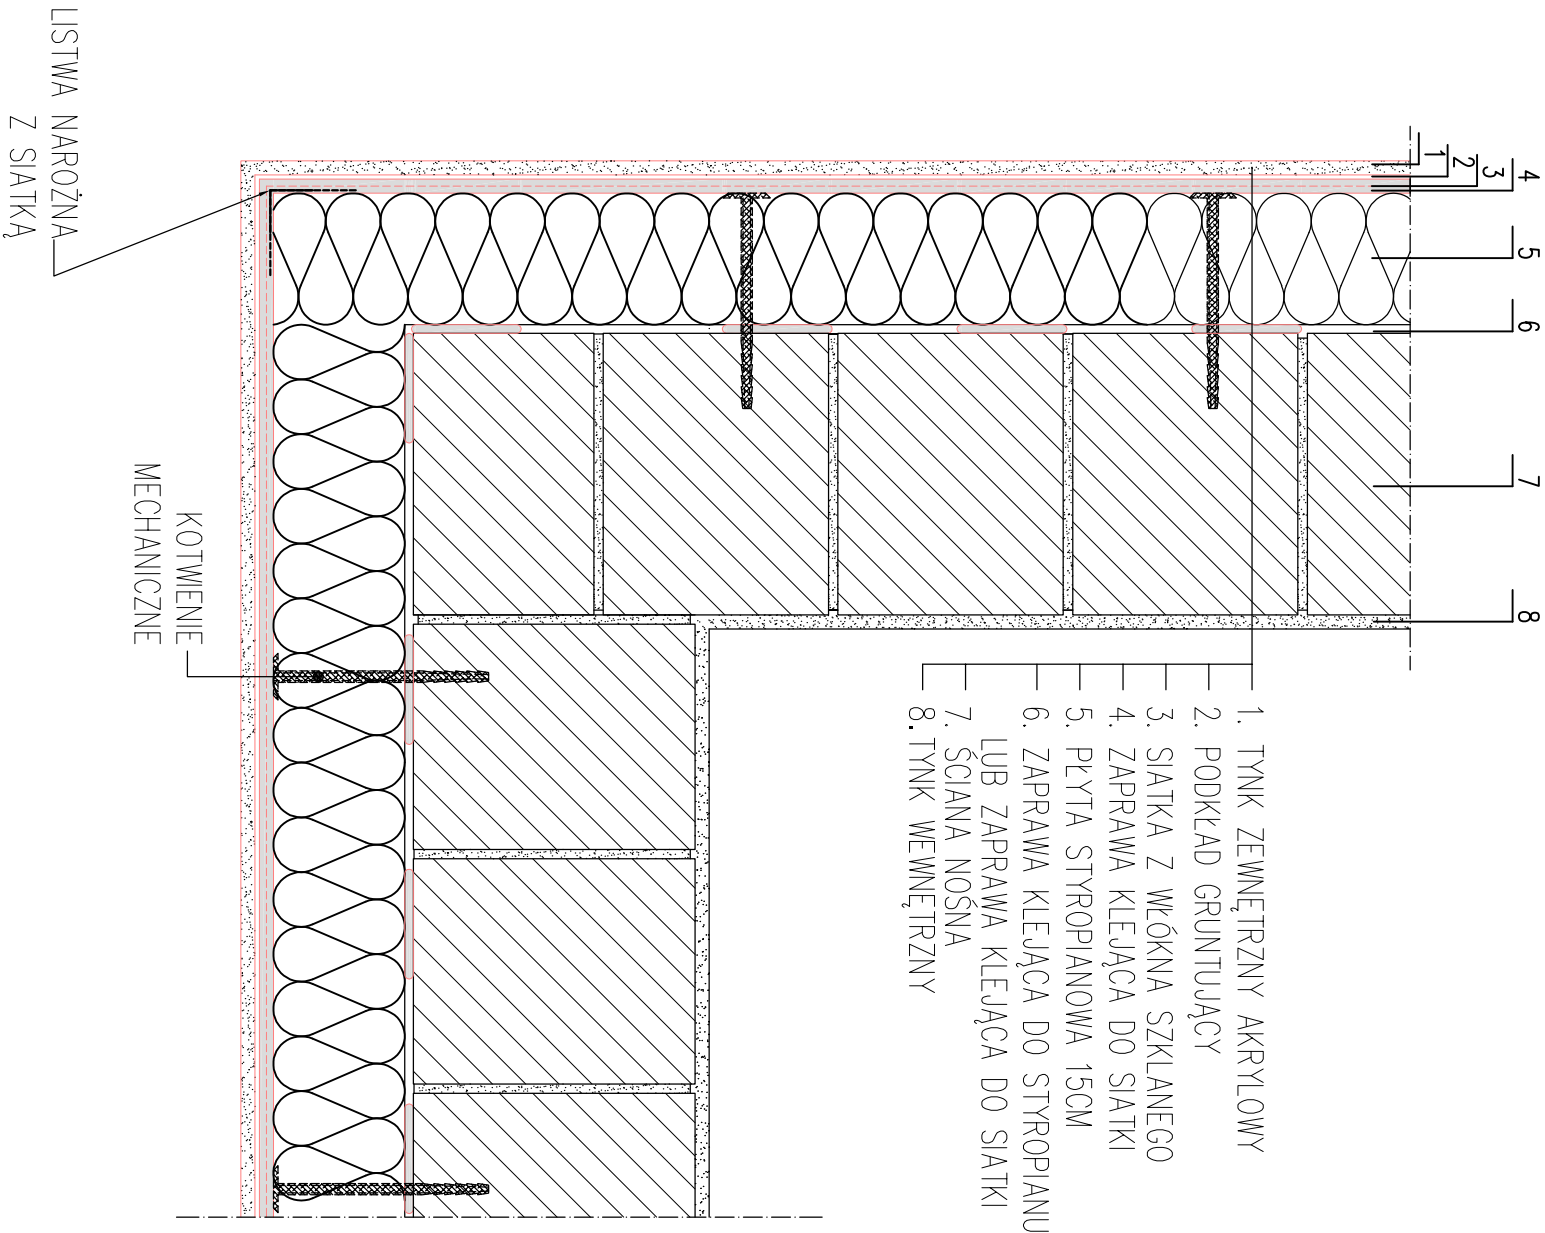 1
2
3
4
5
6
7
8
1. TYNK ZEWNĘTRZNY AKRYLOWY
2. PODKŁAD GRUNTUJĄCY
3. SIATKA Z WŁÓKNA SZKLANEGO
4. ZAPRAWA KLEJĄCA DO SIATKI
5. PŁYTA STYROPIANOWA 15CM
6. ZAPRAWA KLEJĄCA DO STYROPIANU
LUB ZAPRAWA KLEJĄCA DO SIATKI
7. ŚCIANA NOŚNA
8. TYNK WEWNĘTRZNY
KOTWIENIE
MECHANICZNE
LISTWA NAROŻNA
Z SIATKĄ